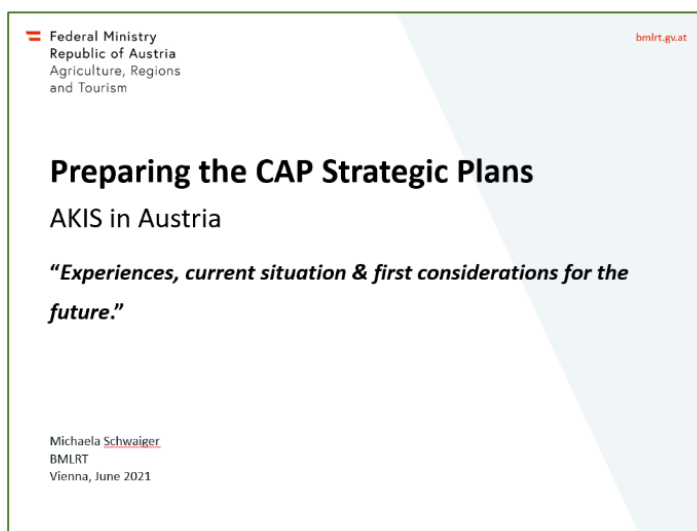 Federal Ministry
Republic of Austria
Agriculture, Regions
and Tourism
bmlrt.gv.at
Preparing the CAP Strategic Plans
AKIS in Austria
“Experiences, current situation & first considerations for the
future.”
Michaela Schwaiger
BMLRT
Vienna, June 2021